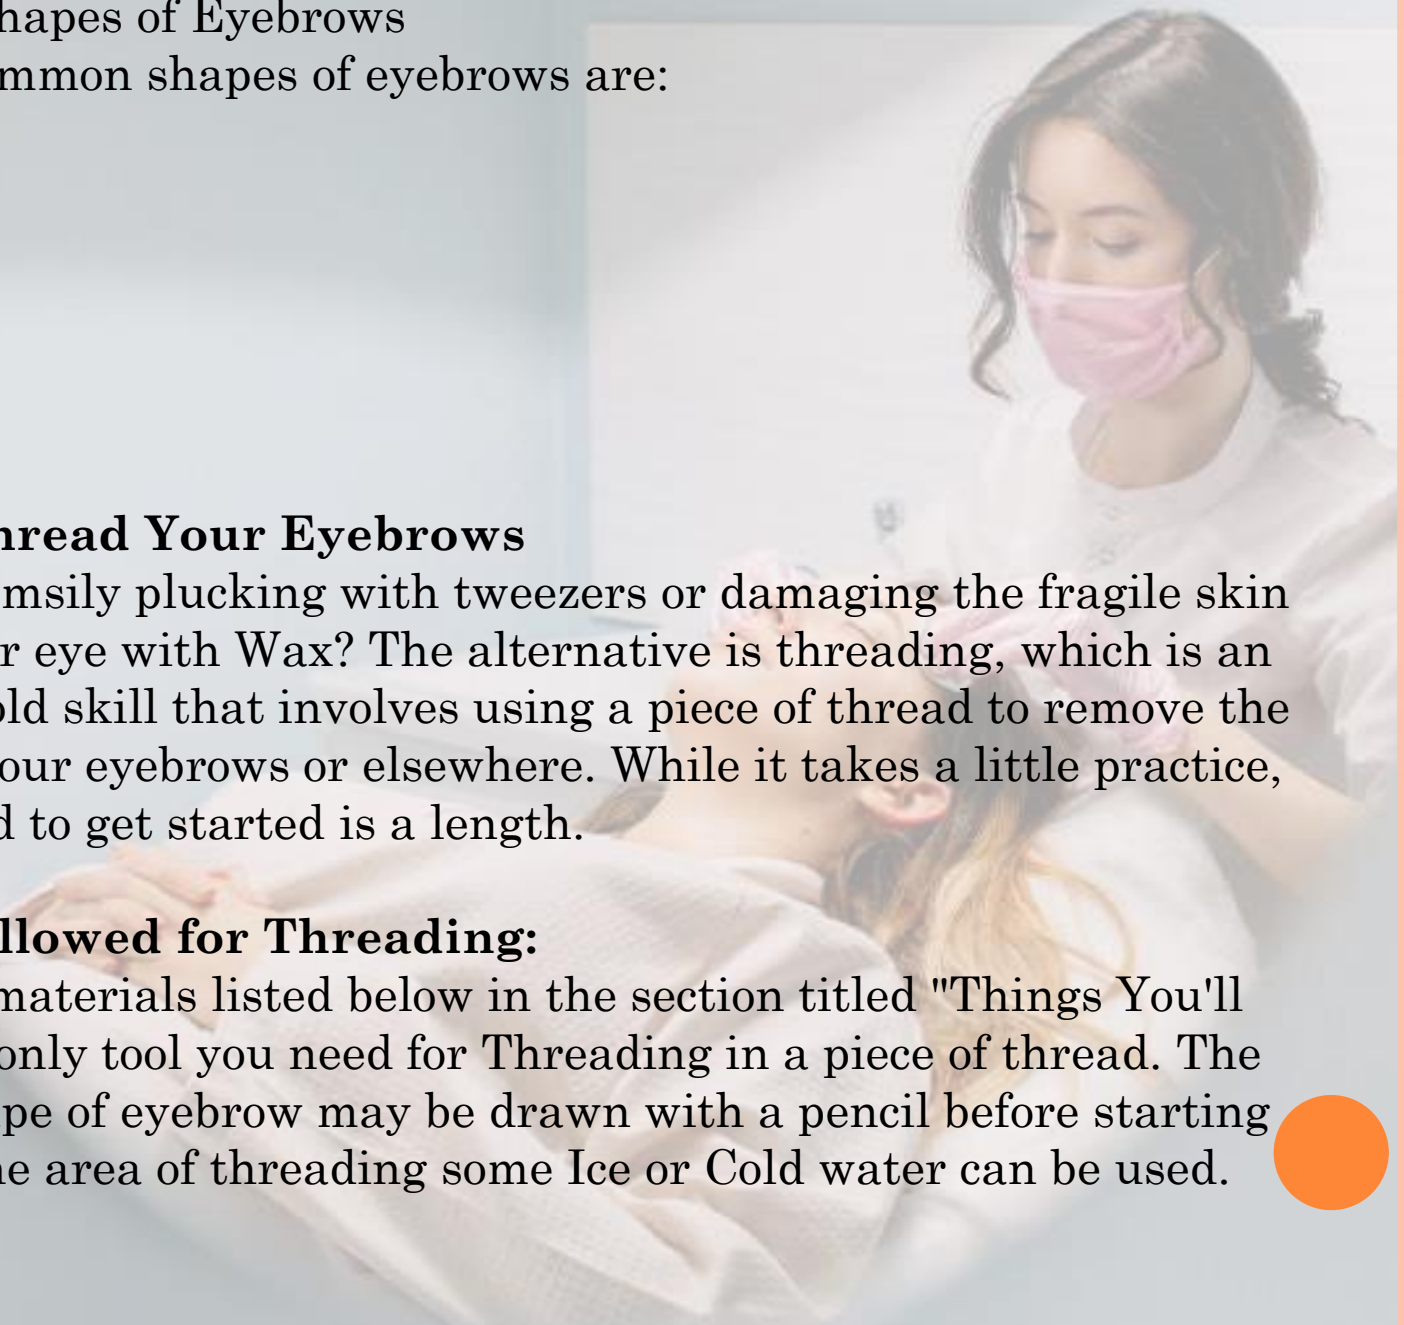 hapes of Eyebrows
mmon shapes of eyebrows are:
hread Your Eyebrows
msily plucking with tweezers or damaging the fragile skin
r eye with Wax? The alternative is threading, which is an
old skill that involves using a piece of thread to remove the
our eyebrows or elsewhere. While it takes a little practice,
d to get started is a length.
llowed for Threading:
materials listed below in the section titled "Things You'll
only tool you need for Threading in a piece of thread. The
pe of eyebrow may be drawn with a pencil before starting
e area of threading some Ice or Cold water can be used.